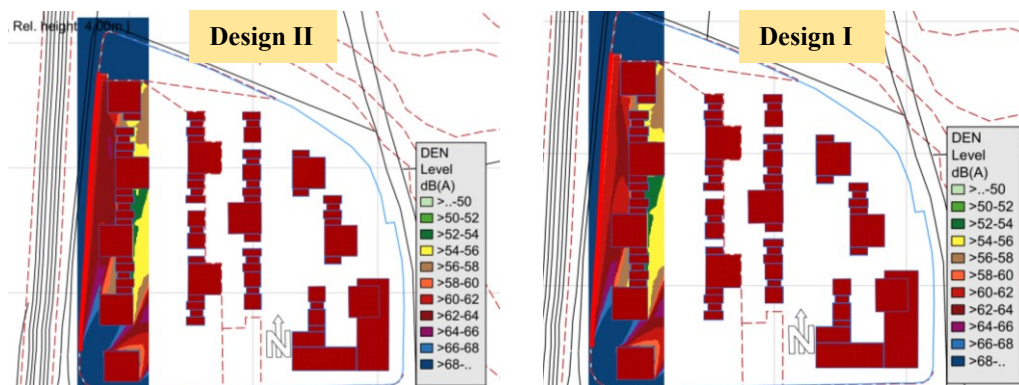 Rel. height 4.00m ]
Design II
DEN
Level
dB(A)
>..-50
>50-52
>52-54
>54-56
>56-58
>58-60
>60-62
>62-64
>64-66
>66-68
>68-..
N
Design I
DEN
Level
dB(A)
>..-50
>50-52
>52-54
>54-56
>56-58
>58-60
>60-62
>62-64
>64-66
>66-68
>68-..
N